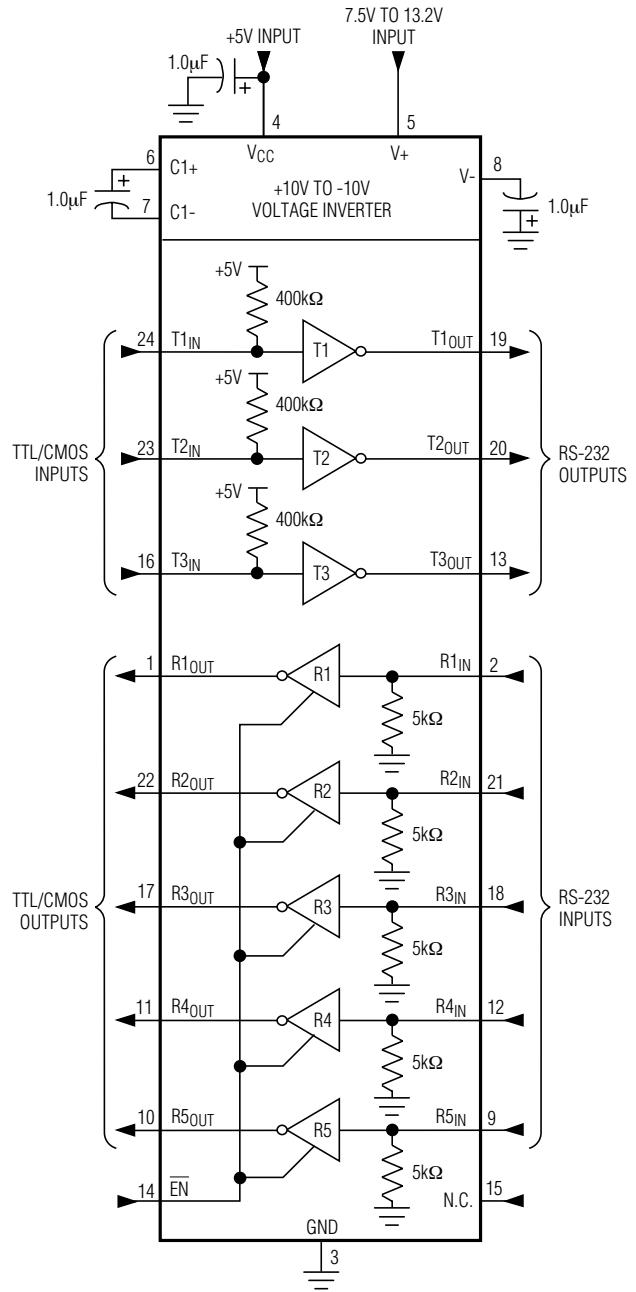 7.5V TO 13.2V
INPUT
+5V INPUT
1.0μF
+
4
5
VCC
V+
6
C1+
+
1.0μF
7
C1-
+10V TO -10V
VOLTAGE INVERTER
V-
8
1.0μF
+
+5V
400kΩ
24
T1IN
T1
T1OUT
19
+5V
400kΩ
23
T2IN
T2
T2OUT
20
TTL/CMOS
INPUTS
RS-232
OUTPUTS
+5V
400kΩ
16
T3IN
T3
T3OUT
13
1
R1OUT
R1
R1IN
2
5kΩ
22
R2OUT
R2
R2IN
21
5kΩ
17
R3OUT
R3
R3IN
18
5kΩ
TTL/CMOS
OUTPUTS
RS-232
INPUTS
11
R4OUT
R4
R4IN
12
5kΩ
10
R5OUT
R5
R5IN
9
5kΩ
14
E̅N̅
N.C.
15
GND
3